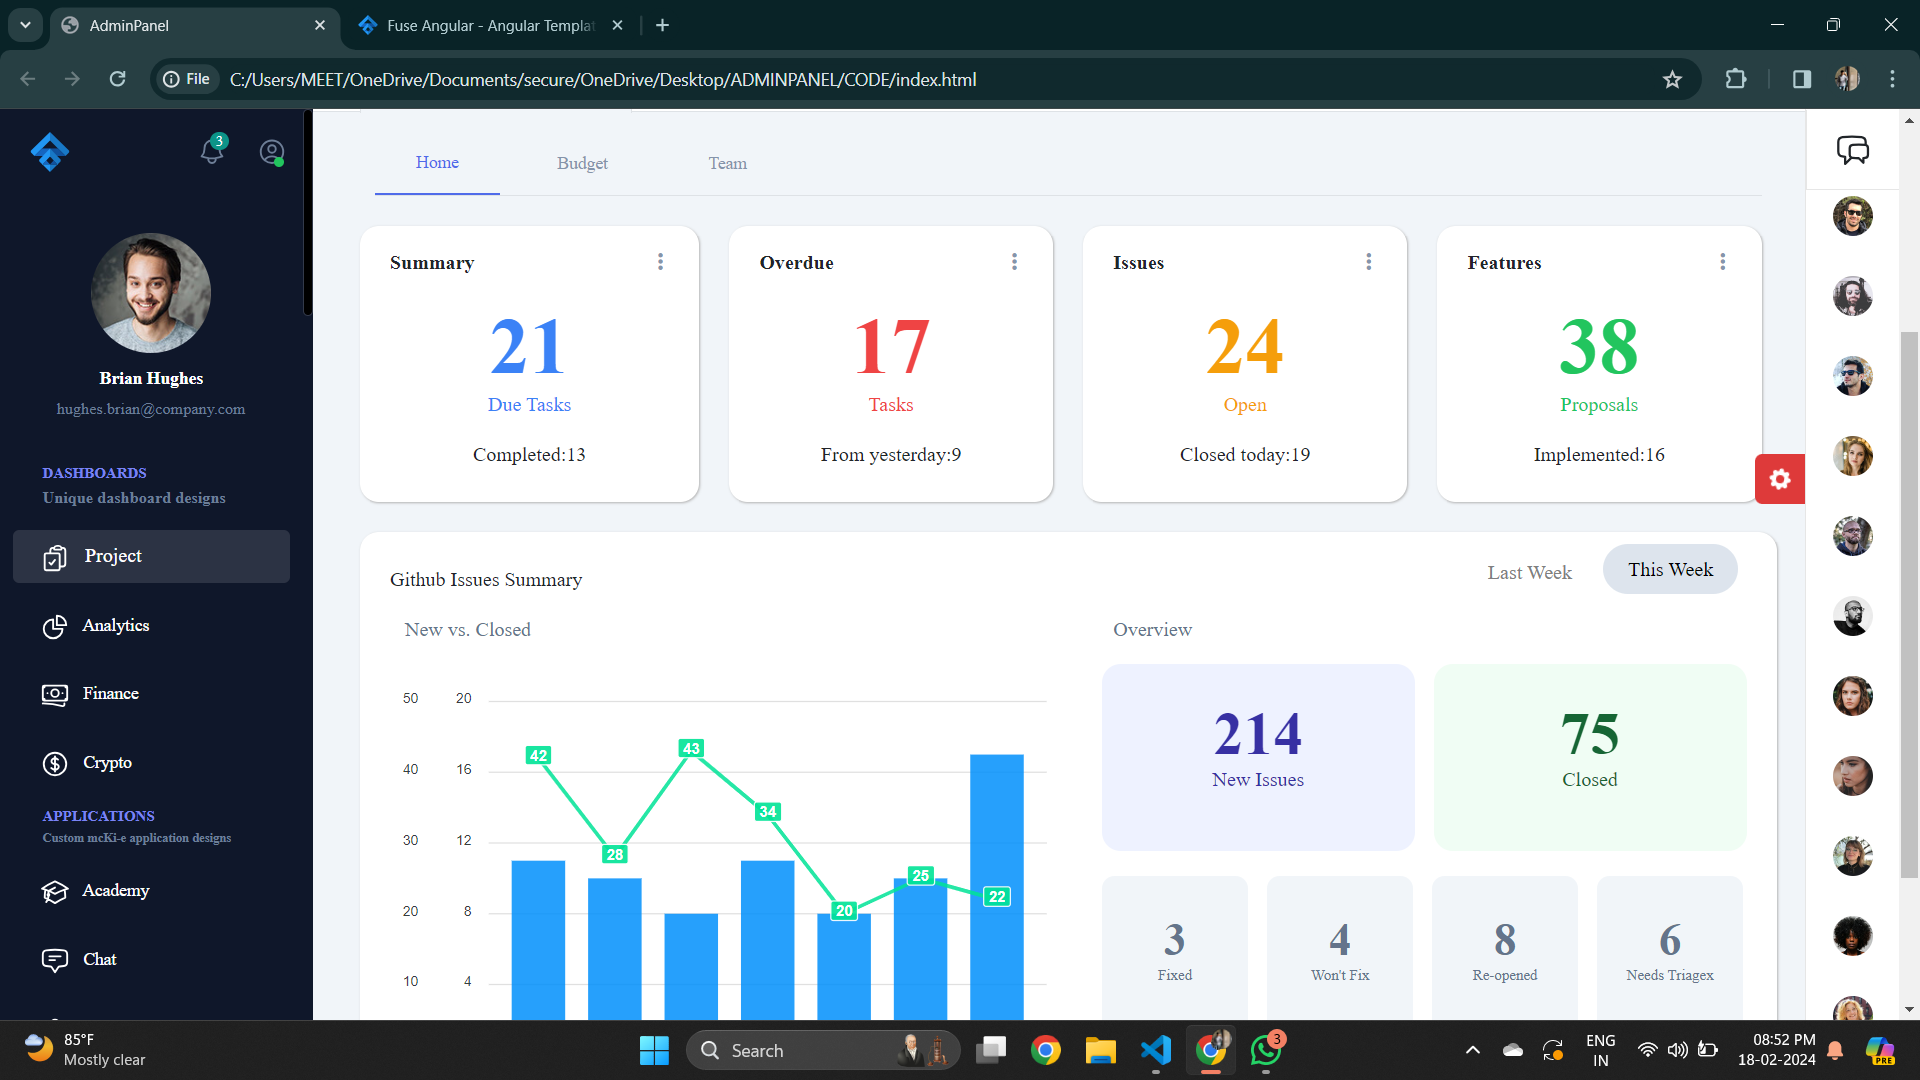 AdminPanel
Fuse Angular - Angular Templat
File
C:/Users/MEET/OneDrive/Documents/secure/OneDrive/Desktop/ADMINPANEL/CODE/index.html
3
Brian Hughes
hughes.brian@company.com
DASHBOARDS
Unique dashboard designs
Project
Analytics
Finance
Crypto
APPLICATIONS
Custom mcKi-e application designs
Academy
Chat
Home
Budget
Team
Summary
21
Due Tasks
Completed:13
Overdue
17
Tasks
From yesterday:9
Issues
24
Open
Closed today:19
Features
38
Proposals
Implemented:16
Github Issues Summary
Last Week
This Week
New vs. Closed
50 20
40 16
30 12
20 8
10 4
42
28
43
34
20
25
22
Overview
214
New Issues
75
Closed
3
Fixed
4
Won't Fix
8
Re-opened
6
Needs Triagex
85°F
Mostly clear
Search
3
ENG
IN
08:52 PM
18-02-2024
PRE